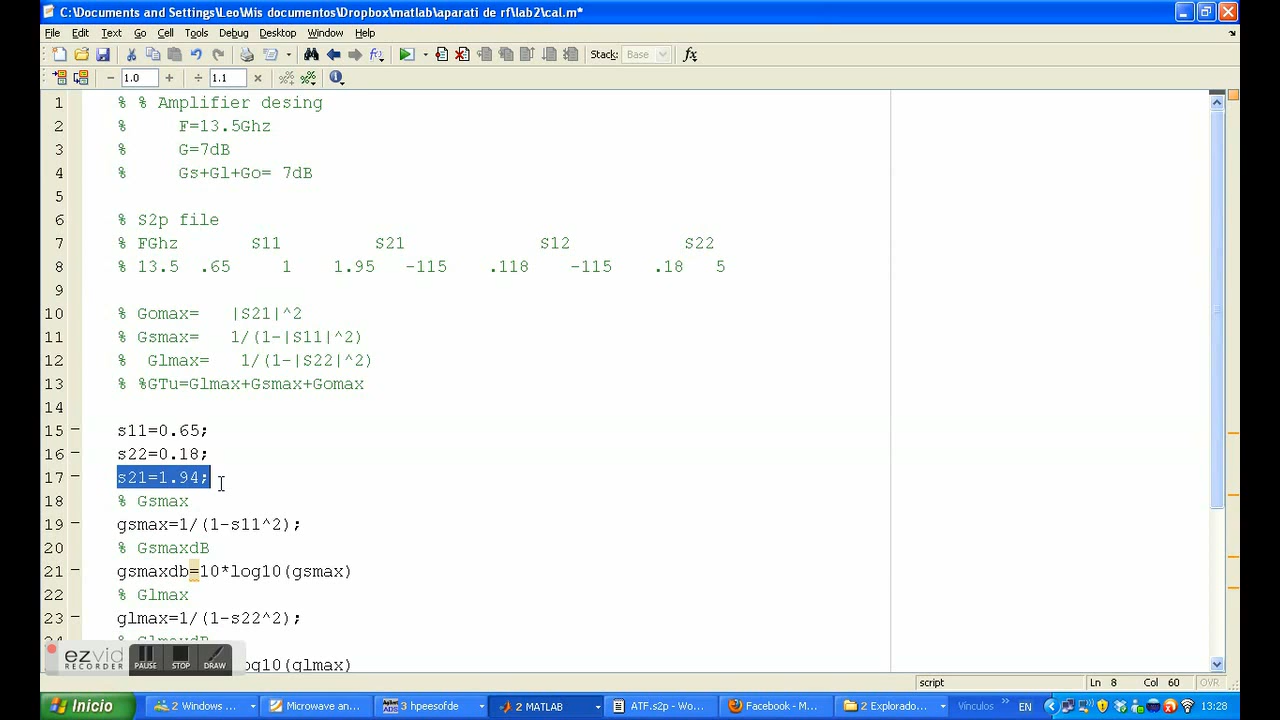 C:\Documents and Settings\Leo\Mis documentos\Dropbox\matlab\aparati de rf\lab2\cal.m*
File Edit Text Go Cell Tools Debug Desktop Window Help
Stack: Base fx
1.0 1.1
1 % % Amplifier desing
2 % F=13.5Ghz
3 % G=7dB
4 % Gs+Gl+Go= 7dB
5
6 % S2p file
7 % FGhz S11 S21 S12 S22
8 % 13.5 .65 1 1.95 -115 .118 -115 .18 5
9
10 % Gomax= |S21|^2
11 % Gsmax= 1/(1-|S11|^2)
12 % Glmax= 1/(1-|S22|^2)
13 % %GTu=Glmax+Gsmax+Gomax
14
15 s11=0.65;
16 s22=0.18;
17 s21=1.94;
18 % Gsmax
19 gsmax=1/(1-s11^2);
20 % GsmaxdB
21 gsmaxdb=10*log10(gsmax)
22 % Glmax
23 glmax=1/(1-s22^2);
24 % GlmaxdB
og10(glmax)
ezvid
RECORDER
PAUSE STOP DRAW
script Ln 8 Col 60 OVR
Inicio 2 Windows ... Microwave an... 3 hpeesofde 2 MATLAB ATF.s2p - Wo... Facebook - M... 2 Explorado... Vínculos » EN 13:28